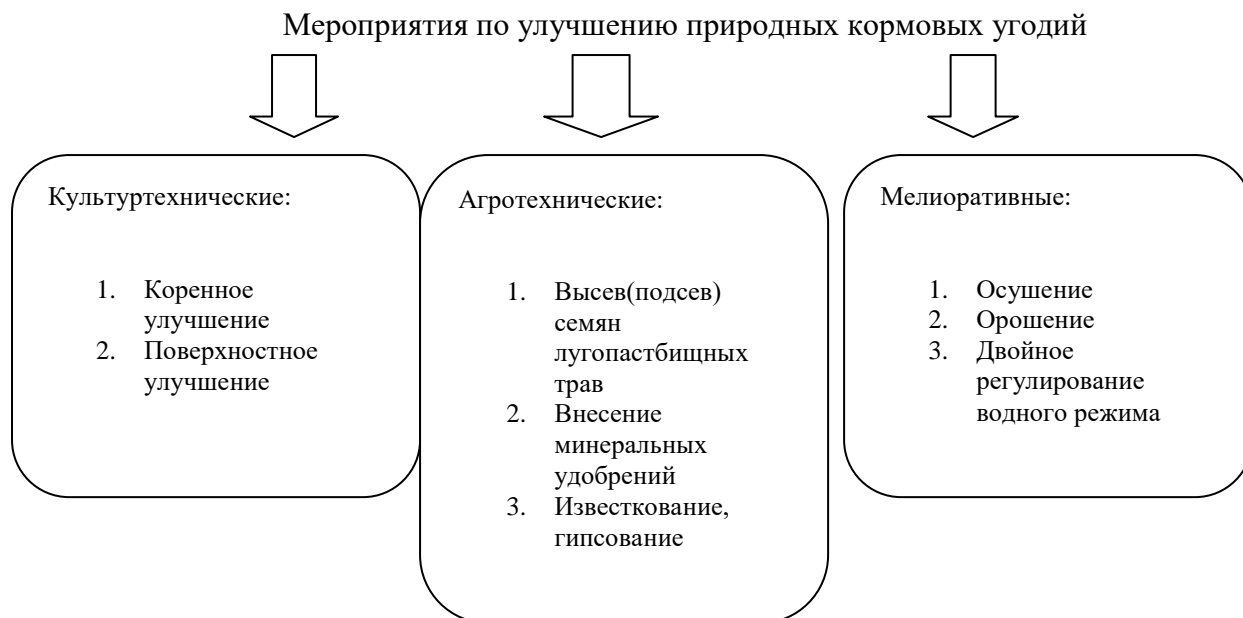 Мероприятия по улучшению природных кормовых угодий
Культуртехнические:
1. Коренное
улучшение
2. Поверхностное
улучшение
Агротехнические:
1. Высев(подсев)
семян
лугопастбищных
трав
2. Внесение
минеральных
удобрений
3. Известкование,
гипсование
Мелиоративные:
1. Осушение
2. Орошение
3. Двойное
регулирование
водного режима